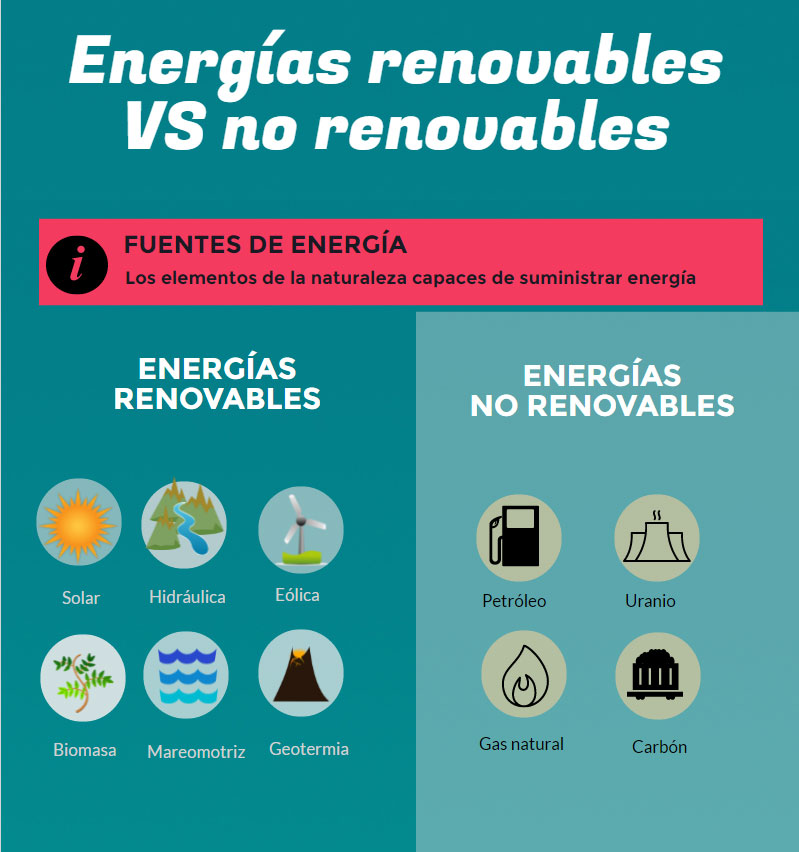 Energías renovables
VS no renovables
i
FUENTES DE ENERGÍA
Los elementos de la naturaleza capaces de suministrar energía
ENERGÍAS
RENOVABLES
Solar
Hidráulica
Eólica
Biomasa
Mareomotriz
Geotermia
ENERGÍAS
NO RENOVABLES
Petróleo
Uranio
Gas natural
Carbón